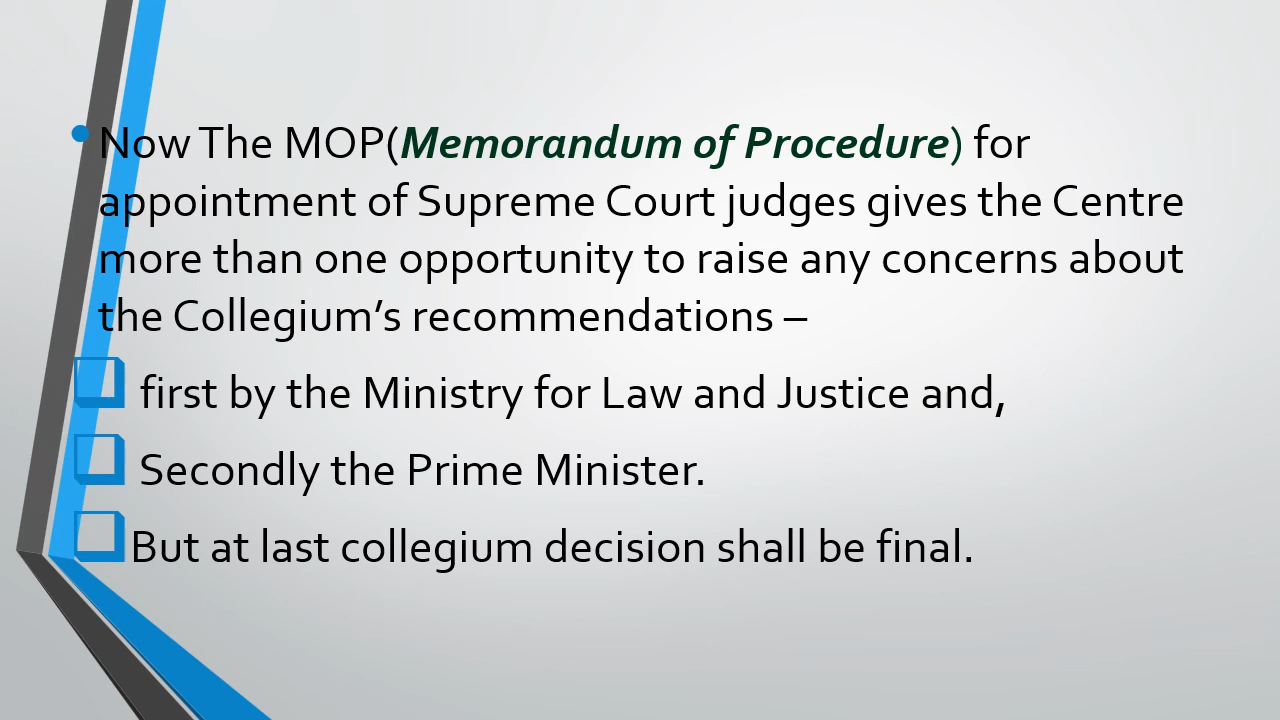 Now The MOP(Memorandum of Procedure) for
appointment of Supreme Court judges gives the Centre
more than one opportunity to raise any concerns about
the Collegium’s recommendations –
first by the Ministry for Law and Justice and,
Secondly the Prime Minister.
But at last collegium decision shall be final.